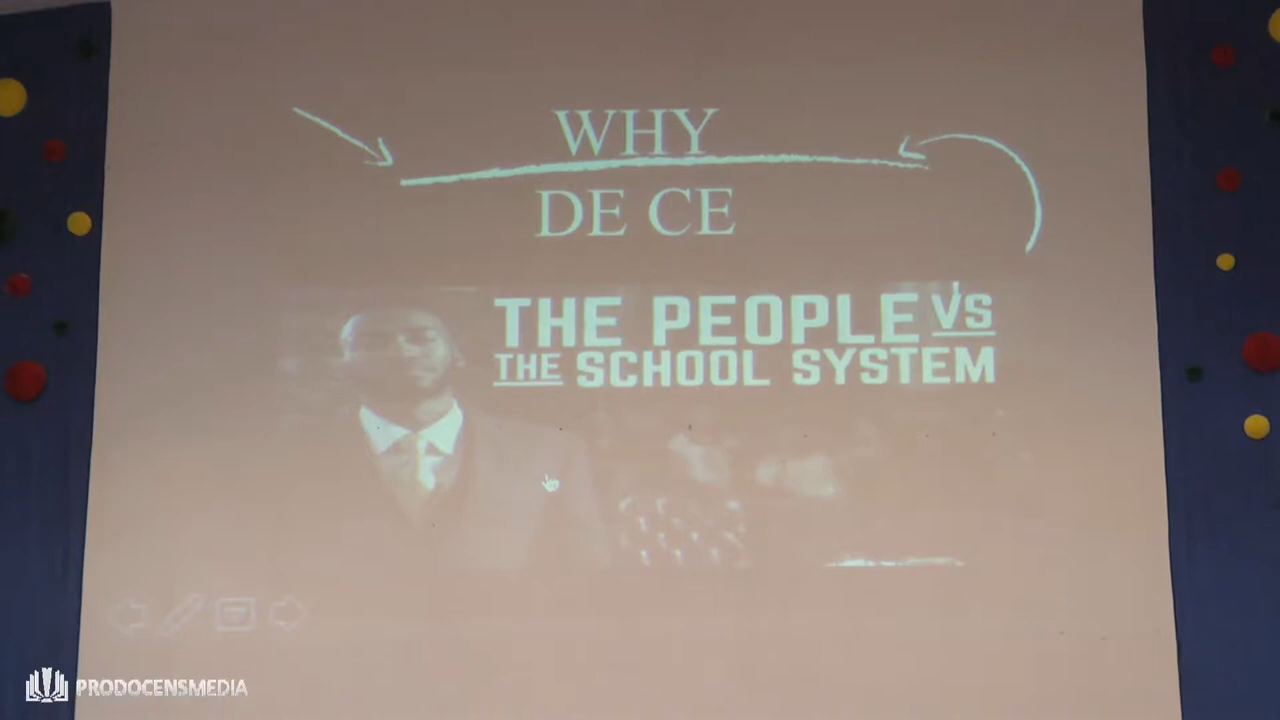 WHY
DE CE
THE PEOPLE VS
THE SCHOOL SYSTEM
PRODOCENSMEDIA